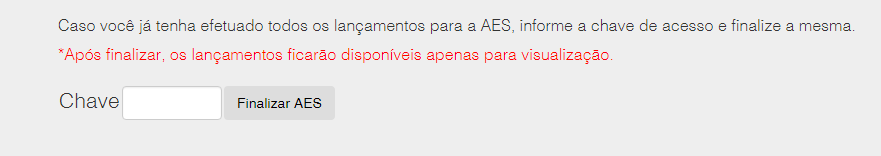 Caso você já tenha efetuado todos os lançamentos para a AES, informe a chave de acesso e finalize a mesma.
*Após finalizar, os lançamentos ficarão disponíveis apenas para visualização.
Chave Finalizar AES